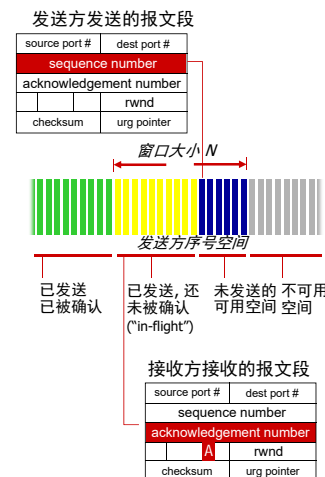 发送方发送的报文段
source port # dest port #
sequence number
acknowledgement number
rwnd
checksum urg pointer
窗口大小 N
发送方序号空间
已发送 已发送, 还 未发送的 不可用
已被确认 未被确认 可用空间 空间
(“in-flight”)
接收方接收的报文段
source port # dest port #
sequence number
acknowledgement number
A rwnd
checksum urg pointer